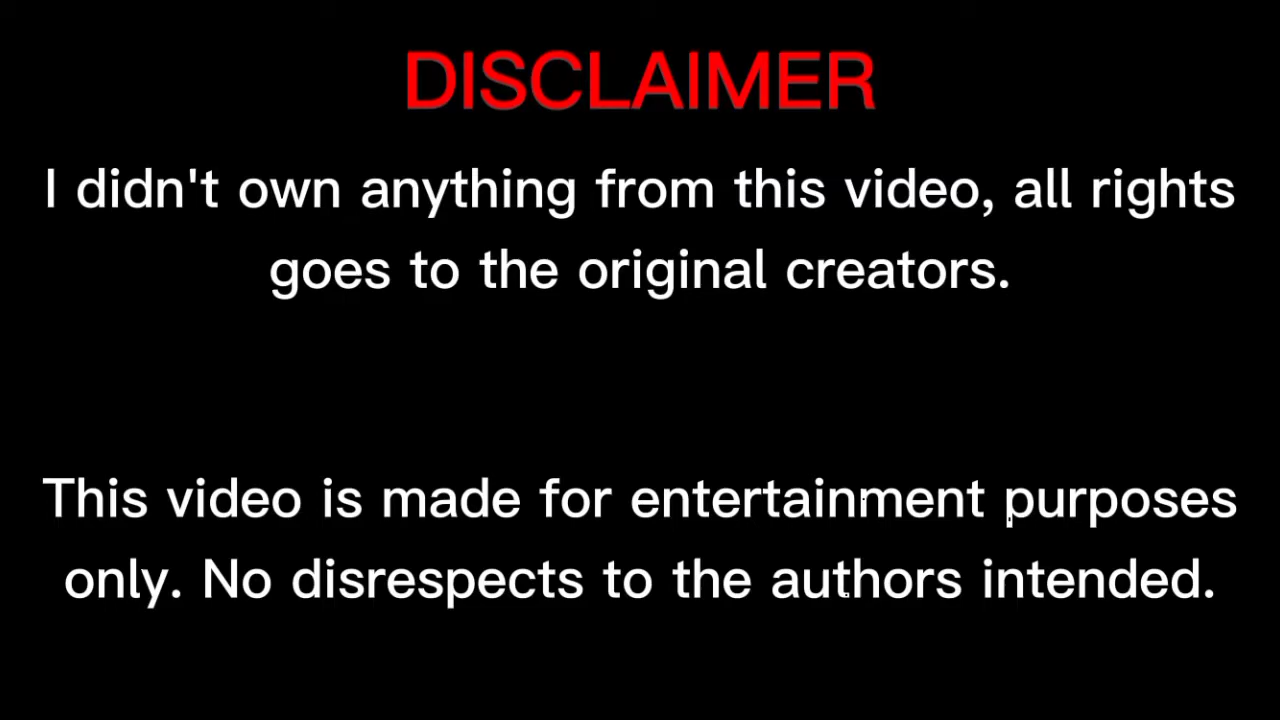 DISCLAIMER
I didn't own anything from this video, all rights
goes to the original creators.
This video is made for entertainment purposes
only. No disrespects to the authors intended.